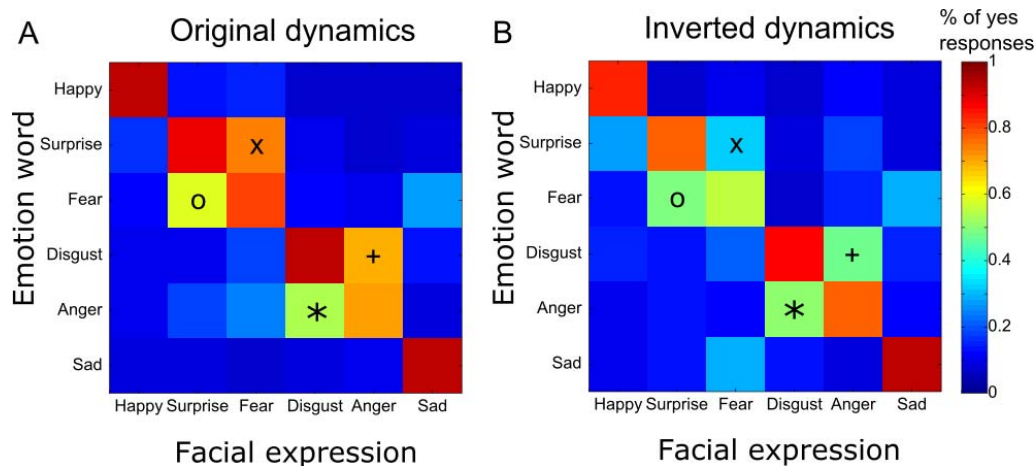 A
Original dynamics
B
Inverted dynamics
% of yes
responses
Emotion word
Happy
Surprise
Fear
Disgust
Anger
Sad
x
o
+
*
Happy Surprise Fear Disgust Anger Sad
Facial expression
Emotion word
Happy
Surprise
Fear
Disgust
Anger
Sad
x
o
+
*
Happy Surprise Fear Disgust Anger Sad
Facial expression
1
0.8
0.6
0.4
0.2
0